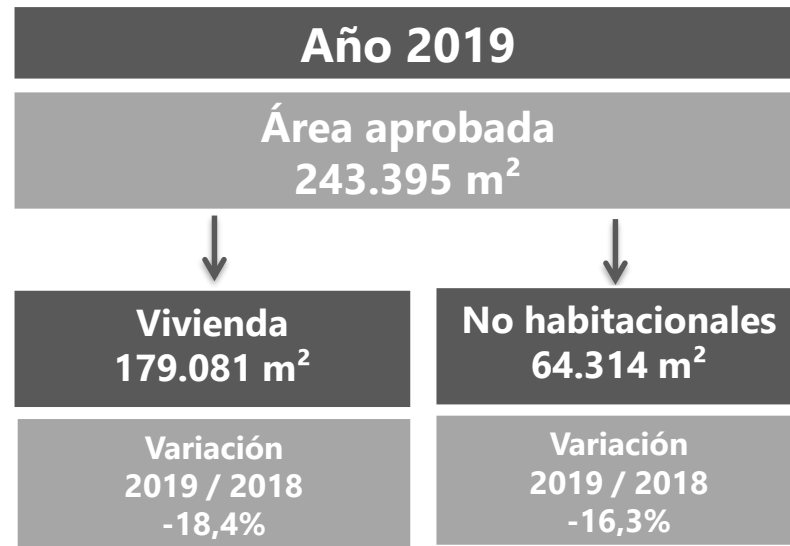 Año 2019
Área aprobada
243.395 m²
Vivienda
179.081 m²
No habitacionales
64.314 m²
Variación
2019 / 2018
-18,4%
Variación
2019 / 2018
-16,3%